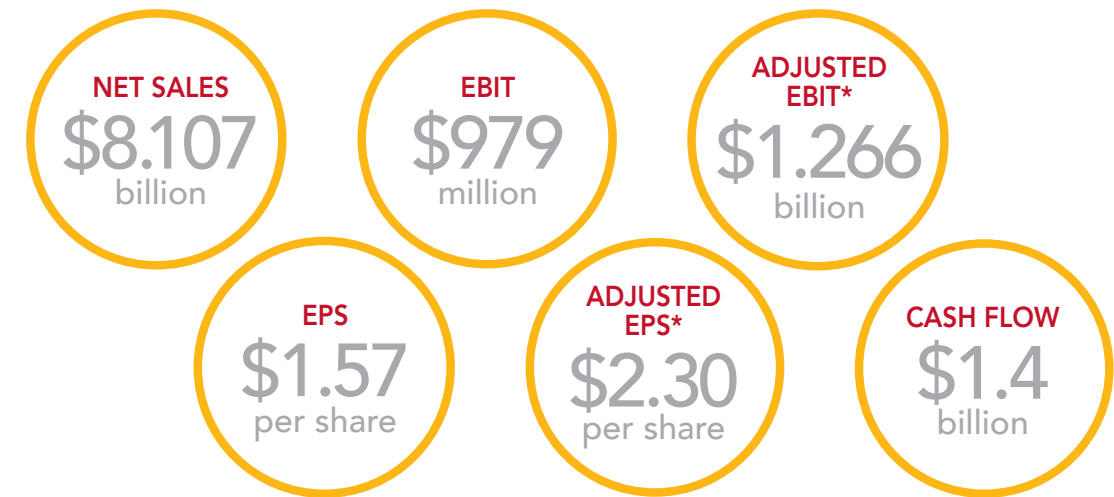 NET SALES
$8.107
billion
EBIT
$979
million
ADJUSTED
EBIT*
$1.266
billion
EPS
$1.57
per share
ADJUSTED
EPS*
$2.30
per share
CASH FLOW
$1.4
billion